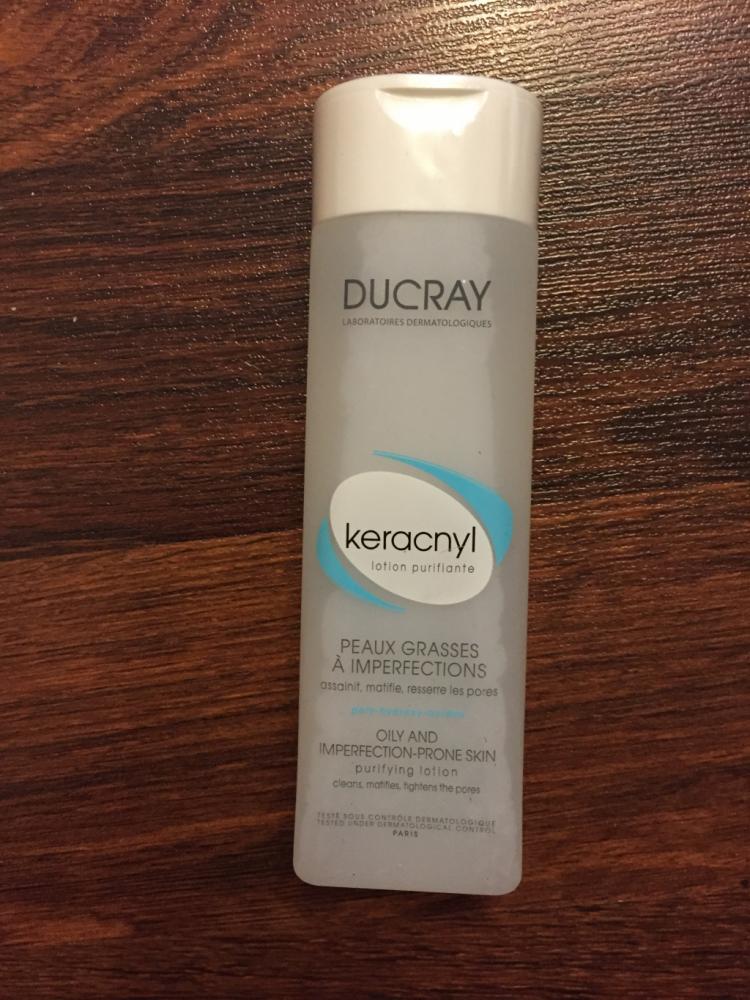 DUCRAY
LABORATOIRES DERMATOLOGIQUES
keracnyl
lotion purifiante
PEAUX GRASSES
À IMPERFECTIONS
assainit, matifie, resserre les pores
OILY AND
IMPERFECTION-PRONE SKIN
purifying lotion
cleans, matifies, tightens the pores
TESTÉ SOUS CONTRÔLE DERMATOLOGIQUE
TESTED UNDER DERMATOLOGICAL CONTROL
PARIS